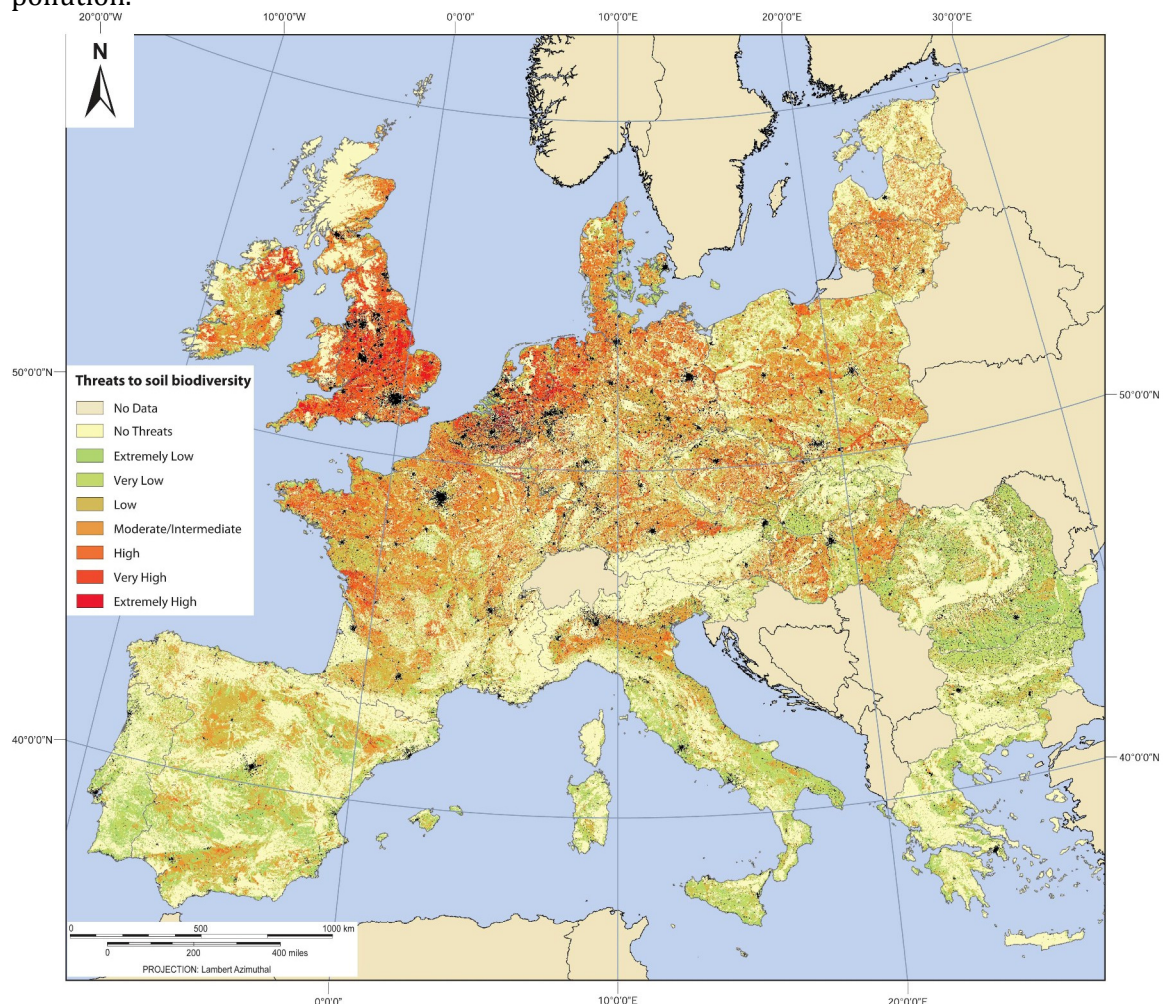 pollution.
20°0'0"W 10°0'0"W 0°0'0" 10°0'0"E 20°0'0"E 30°0'0"E
N
50°0'0"N 50°0'0"N
Threats to soil biodiversity
No Data
No Threats
Extremely Low
Very Low
Low
Moderate/Intermediate
High
Very High
Extremely High
40°0'0"N 40°0'0"N
0 500 1000 km
0 200 400 miles
PROJECTION: Lambert Azimuthal
0°0'0" 10°0'0"E 20°0'0"E